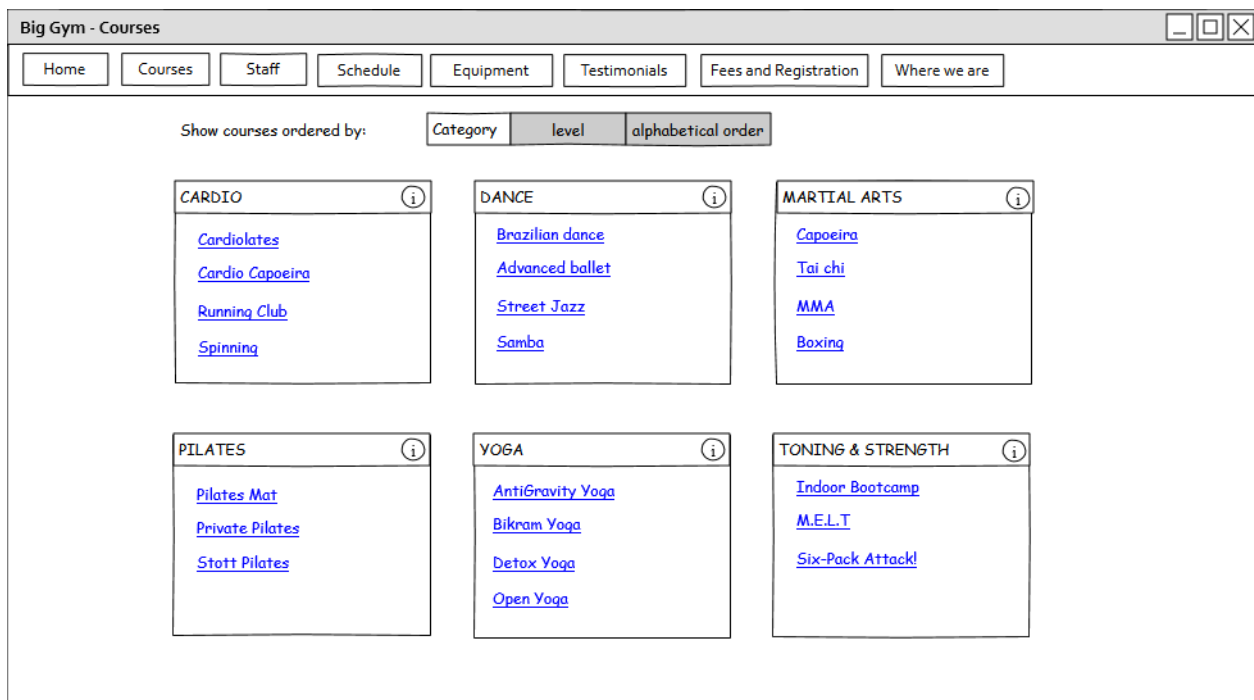 Big Gym - Courses
Home Courses Staff Schedule Equipment Testimonials Fees and Registration Where we are
Show courses ordered by: Category level alphabetical order
CARDIO i
Cardiolates
Cardio Capoeira
Running Club
Spinning
DANCE i
Brazilian dance
Advanced ballet
Street Jazz
Samba
MARTIAL ARTS i
Capoeira
Tai chi
MMA
Boxing
PILATES i
Pilates Mat
Private Pilates
Stott Pilates
YOGA i
AntiGravity Yoga
Bikram Yoga
Detox Yoga
Open Yoga
TONING & STRENGTH i
Indoor Bootcamp
M.E.L.T
Six-Pack Attack!